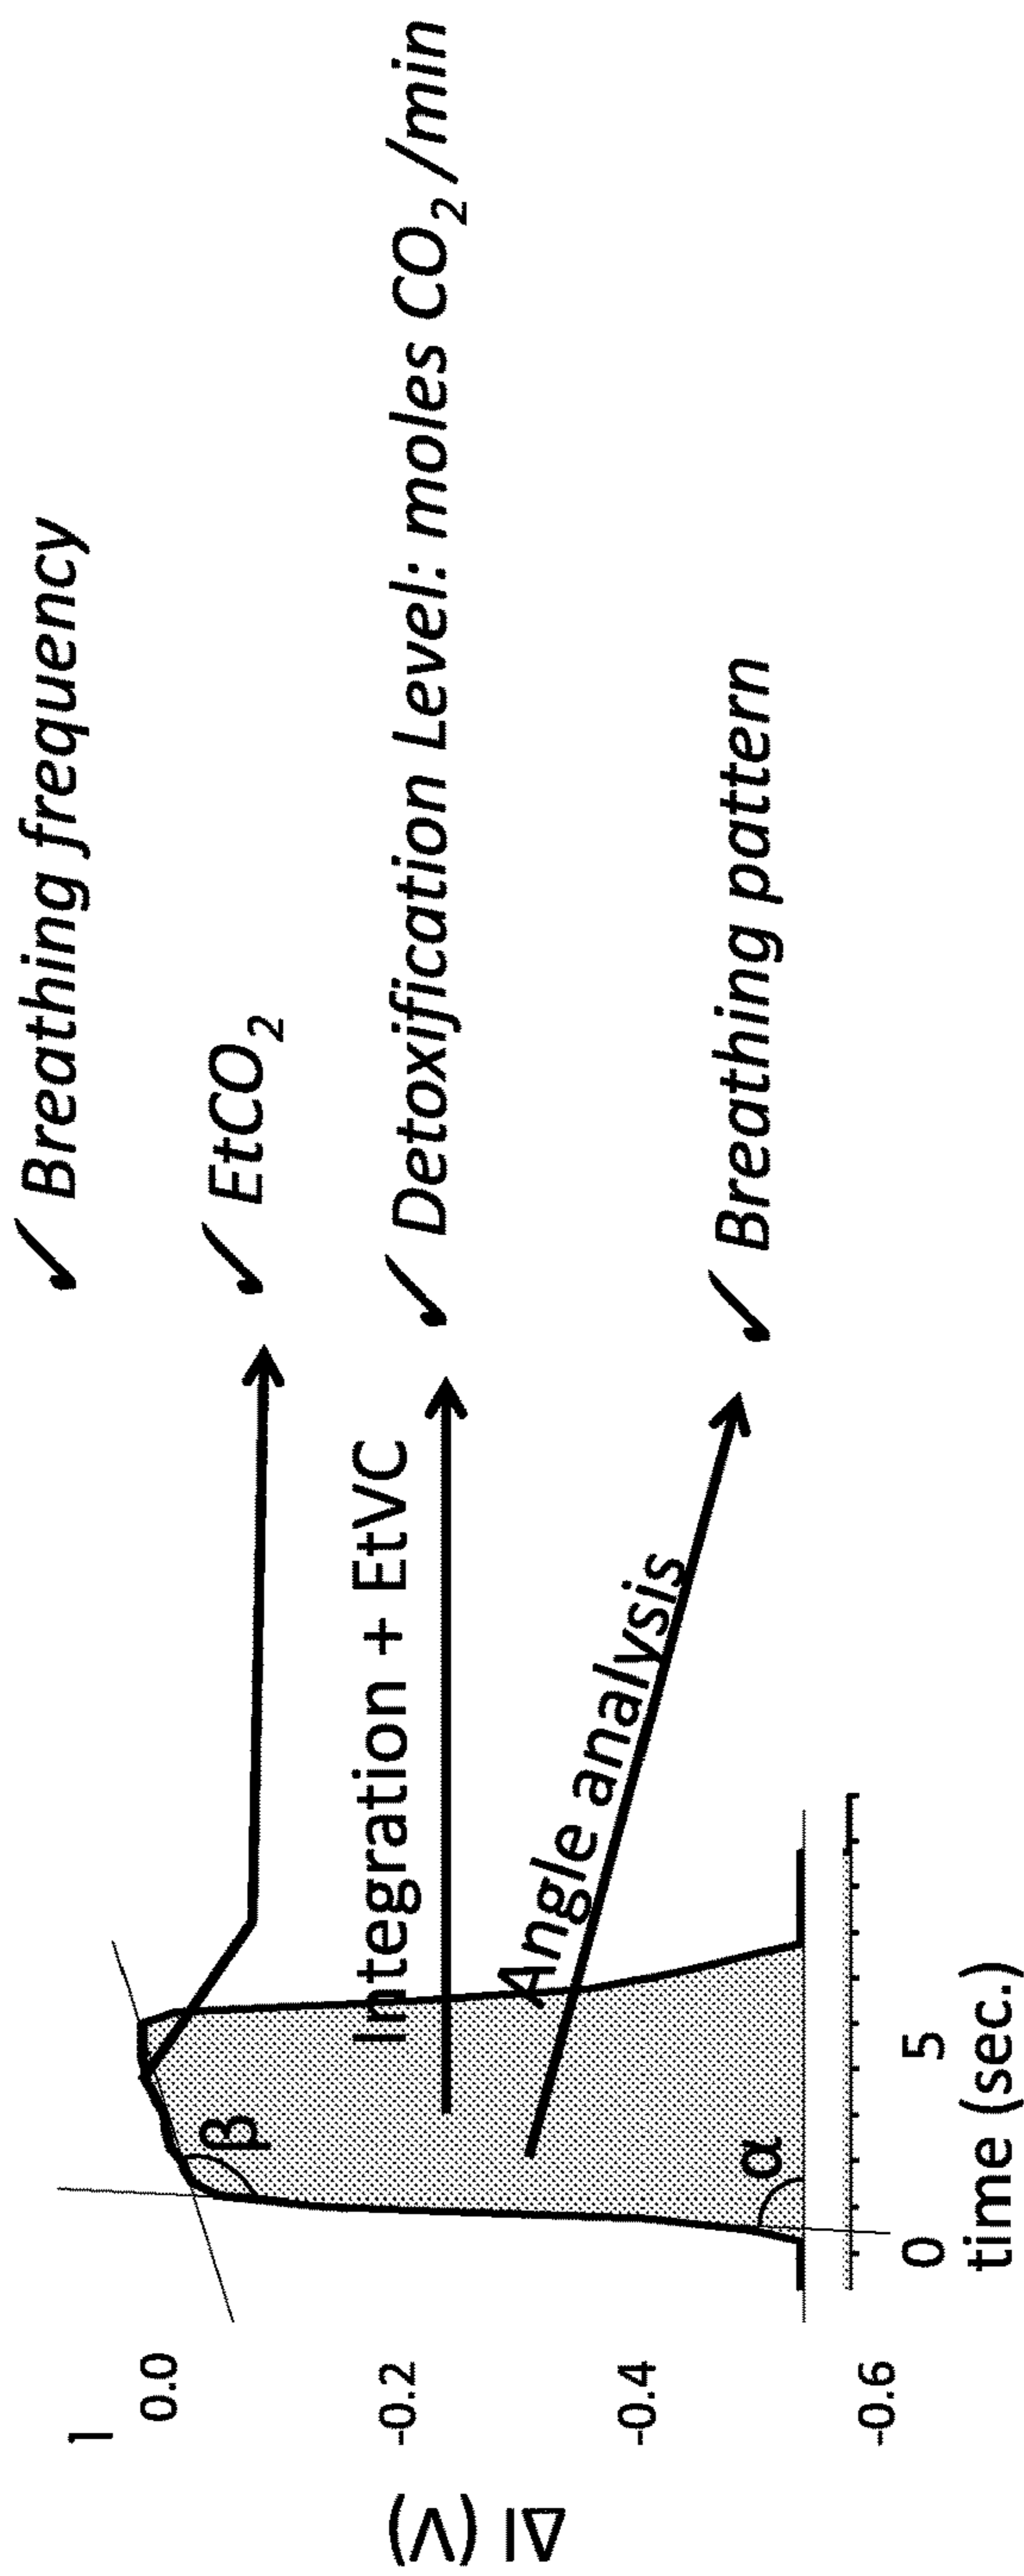 ✓ Breathing frequency
✓ EtCO₂
Integration + EtVC
✓ Detoxification Level: moles CO₂/min
Angle analysis
✓ Breathing pattern
β
α
ΔI (V)
1
0.0
-0.2
-0.4
-0.6
0 5
time (sec.)